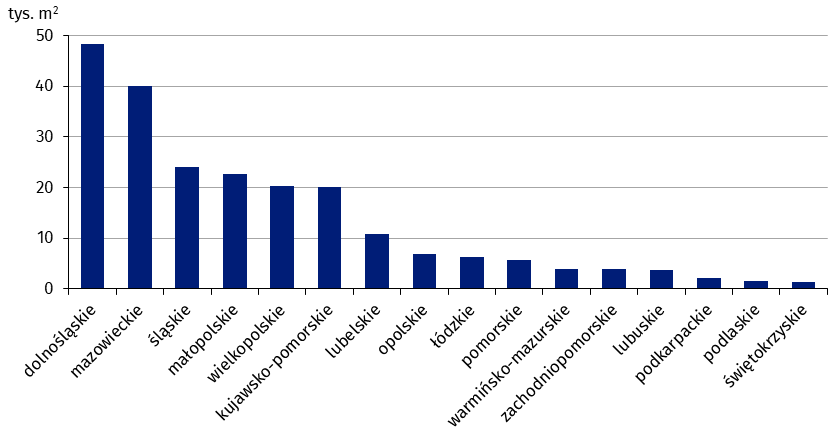 tys. m²
50
40
30
20
10
0
dolnośląskie
mazowieckie
śląskie
małopolskie
wielkopolskie
kujawsko-pomorskie
lubelskie
opolskie
łódzkie
pomorskie
warmińsko-mazurskie
zachodniopomorskie
lubuskie
podkarpackie
podlaskie
świętokrzyskie